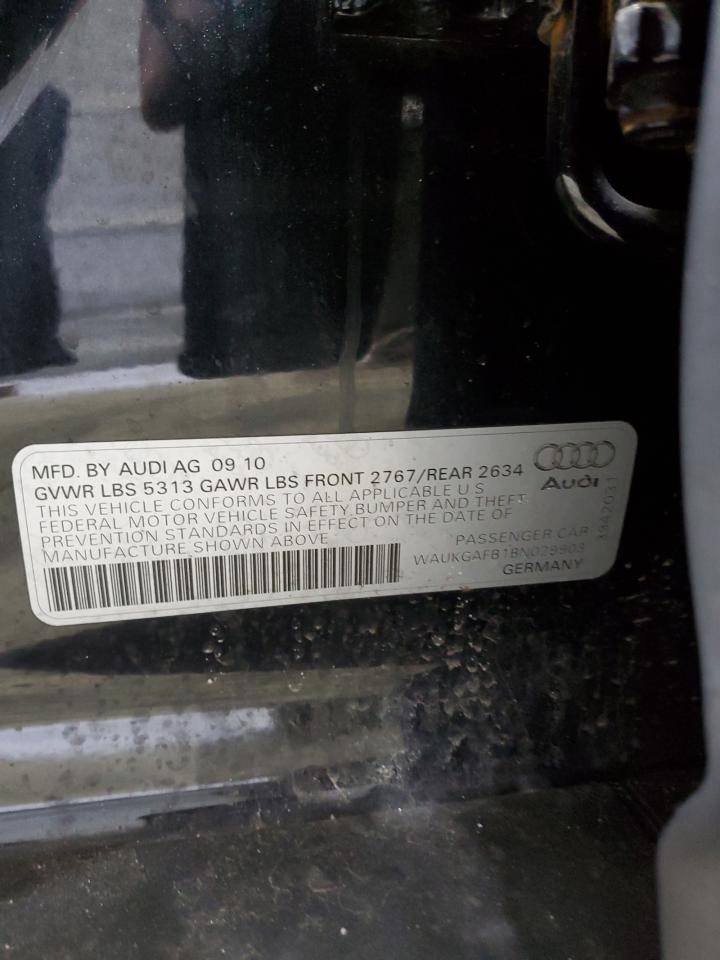 MFD. BY AUDI AG 09 10
GVWR LBS 5313 GAWR LBS FRONT 2767/REAR 2634
THIS VEHICLE CONFORMS TO ALL APPLICABLE U S
FEDERAL MOTOR VEHICLE SAFETY BUMPER AND THEFT
PREVENTION STANDARDS IN EFFECT ON THE DATE OF
MANUFACTURE SHOWN ABOVE
PASSENGER CAR
WAUKGAFB1BN029903
GERMANY
Audi
3942031